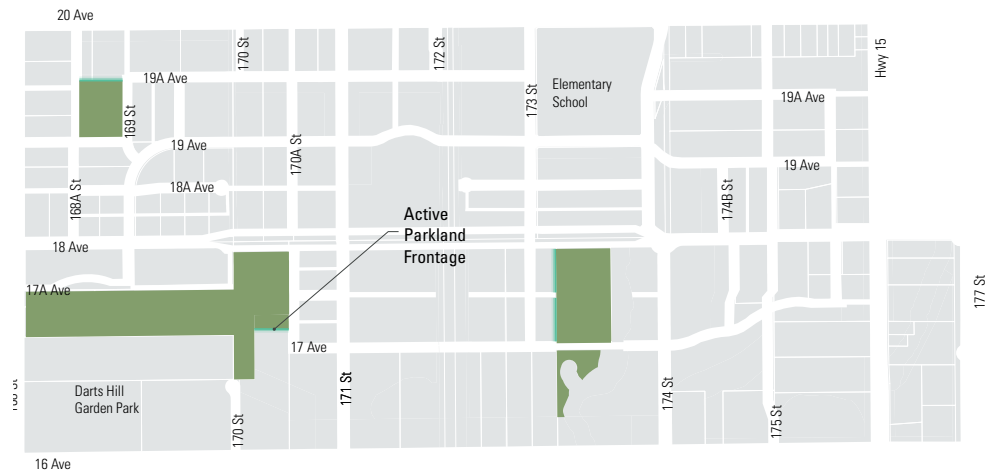 20 Ave
170 St
172 St
Hwy 15
19A Ave
Elementary
School
173 St
19A Ave
169 St
19 Ave
170A St
19 Ave
18A Ave
168A St
174B St
Active
Parkland
Frontage
18 Ave
17A Ave
177 St
17 Ave
Darts Hill
Garden Park
170 St
171 St
174 St
175 St
16 Ave